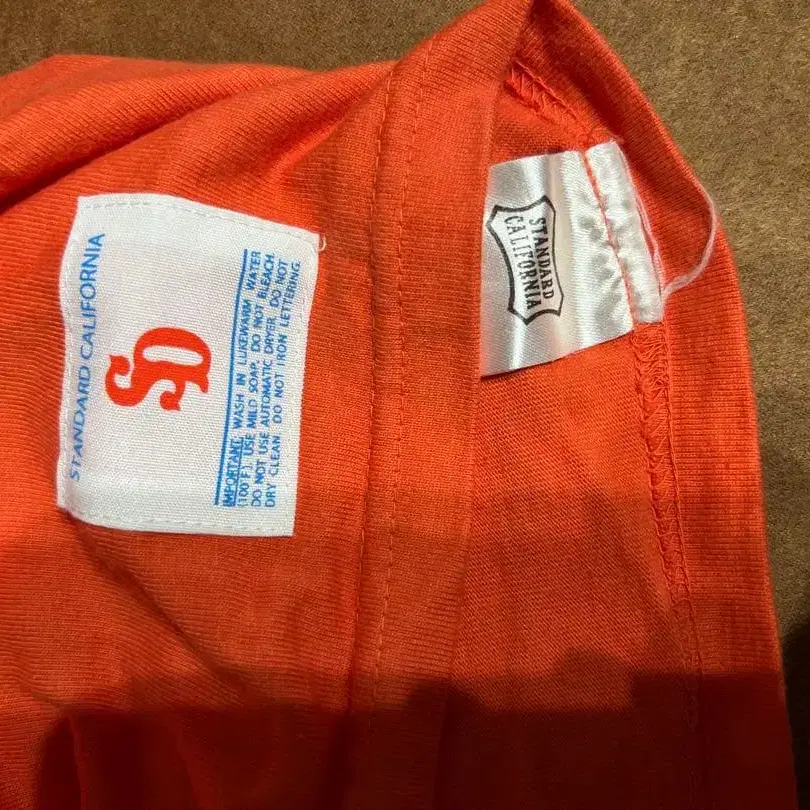 STANDARD CALIFORNIA
SD
IMPORTANT: WASH IN LUKEWARM WATER
(100°F). USE MILD SOAP. DO NOT BLEACH.
DO NOT USE AUTOMATIC DRYER. DO NOT
DRY CLEAN. DO NOT IRON LETTERING.
STANDARD
CALIFORNIA